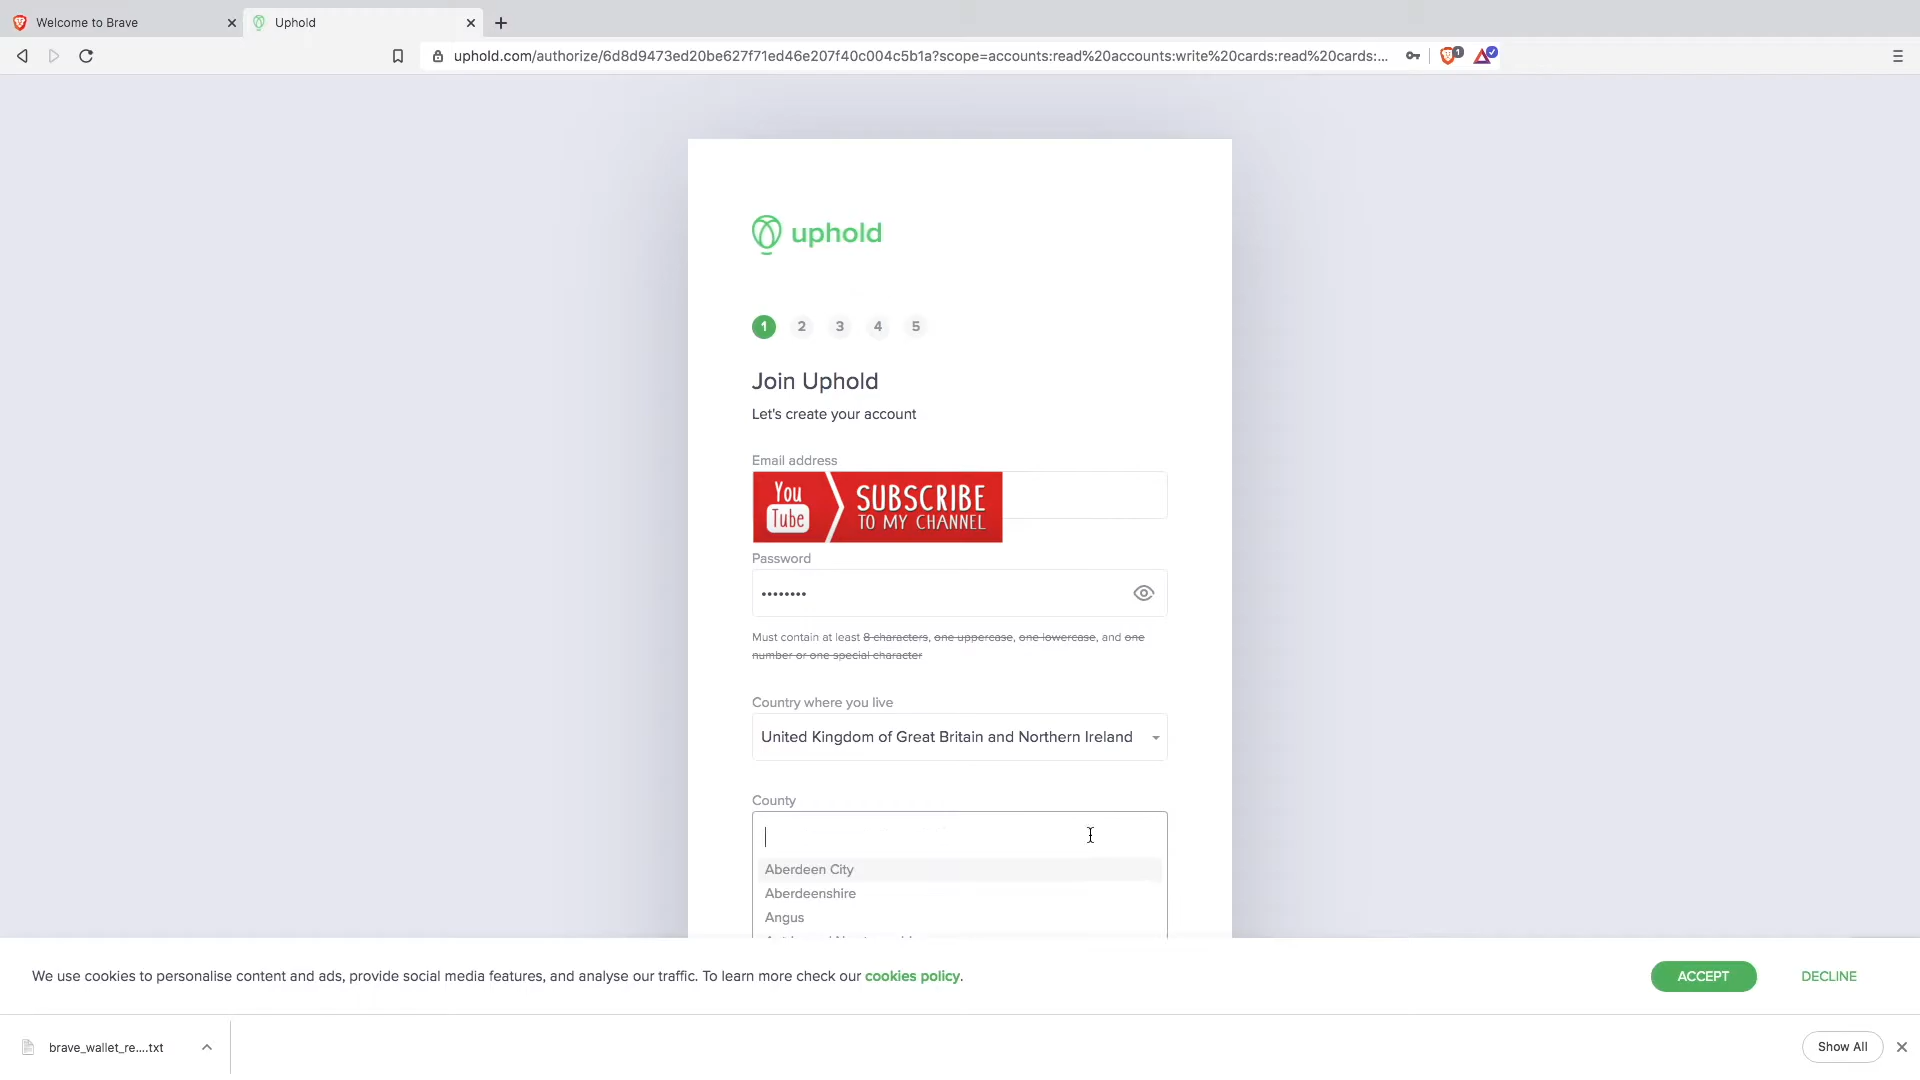 Welcome to Brave
Uphold
uphold.com/authorize/6d8d9473ed20be627f71ed46e207f40c004c5b1a?scope=accounts:read%20accounts:write%20cards:read%20cards:...
1
uphold
1 2 3 4 5
Join Uphold
Let's create your account
Email address
You Tube
SUBSCRIBE
TO MY CHANNEL
Password
••••••••
Must contain at least 8 characters, one uppercase, one lowercase, and one
number or one special character
Country where you live
United Kingdom of Great Britain and Northern Ireland
County
Aberdeen City
Aberdeenshire
Angus
We use cookies to personalise content and ads, provide social media features, and analyse our traffic. To learn more check our cookies policy.
ACCEPT
DECLINE
brave_wallet_re....txt
Show All